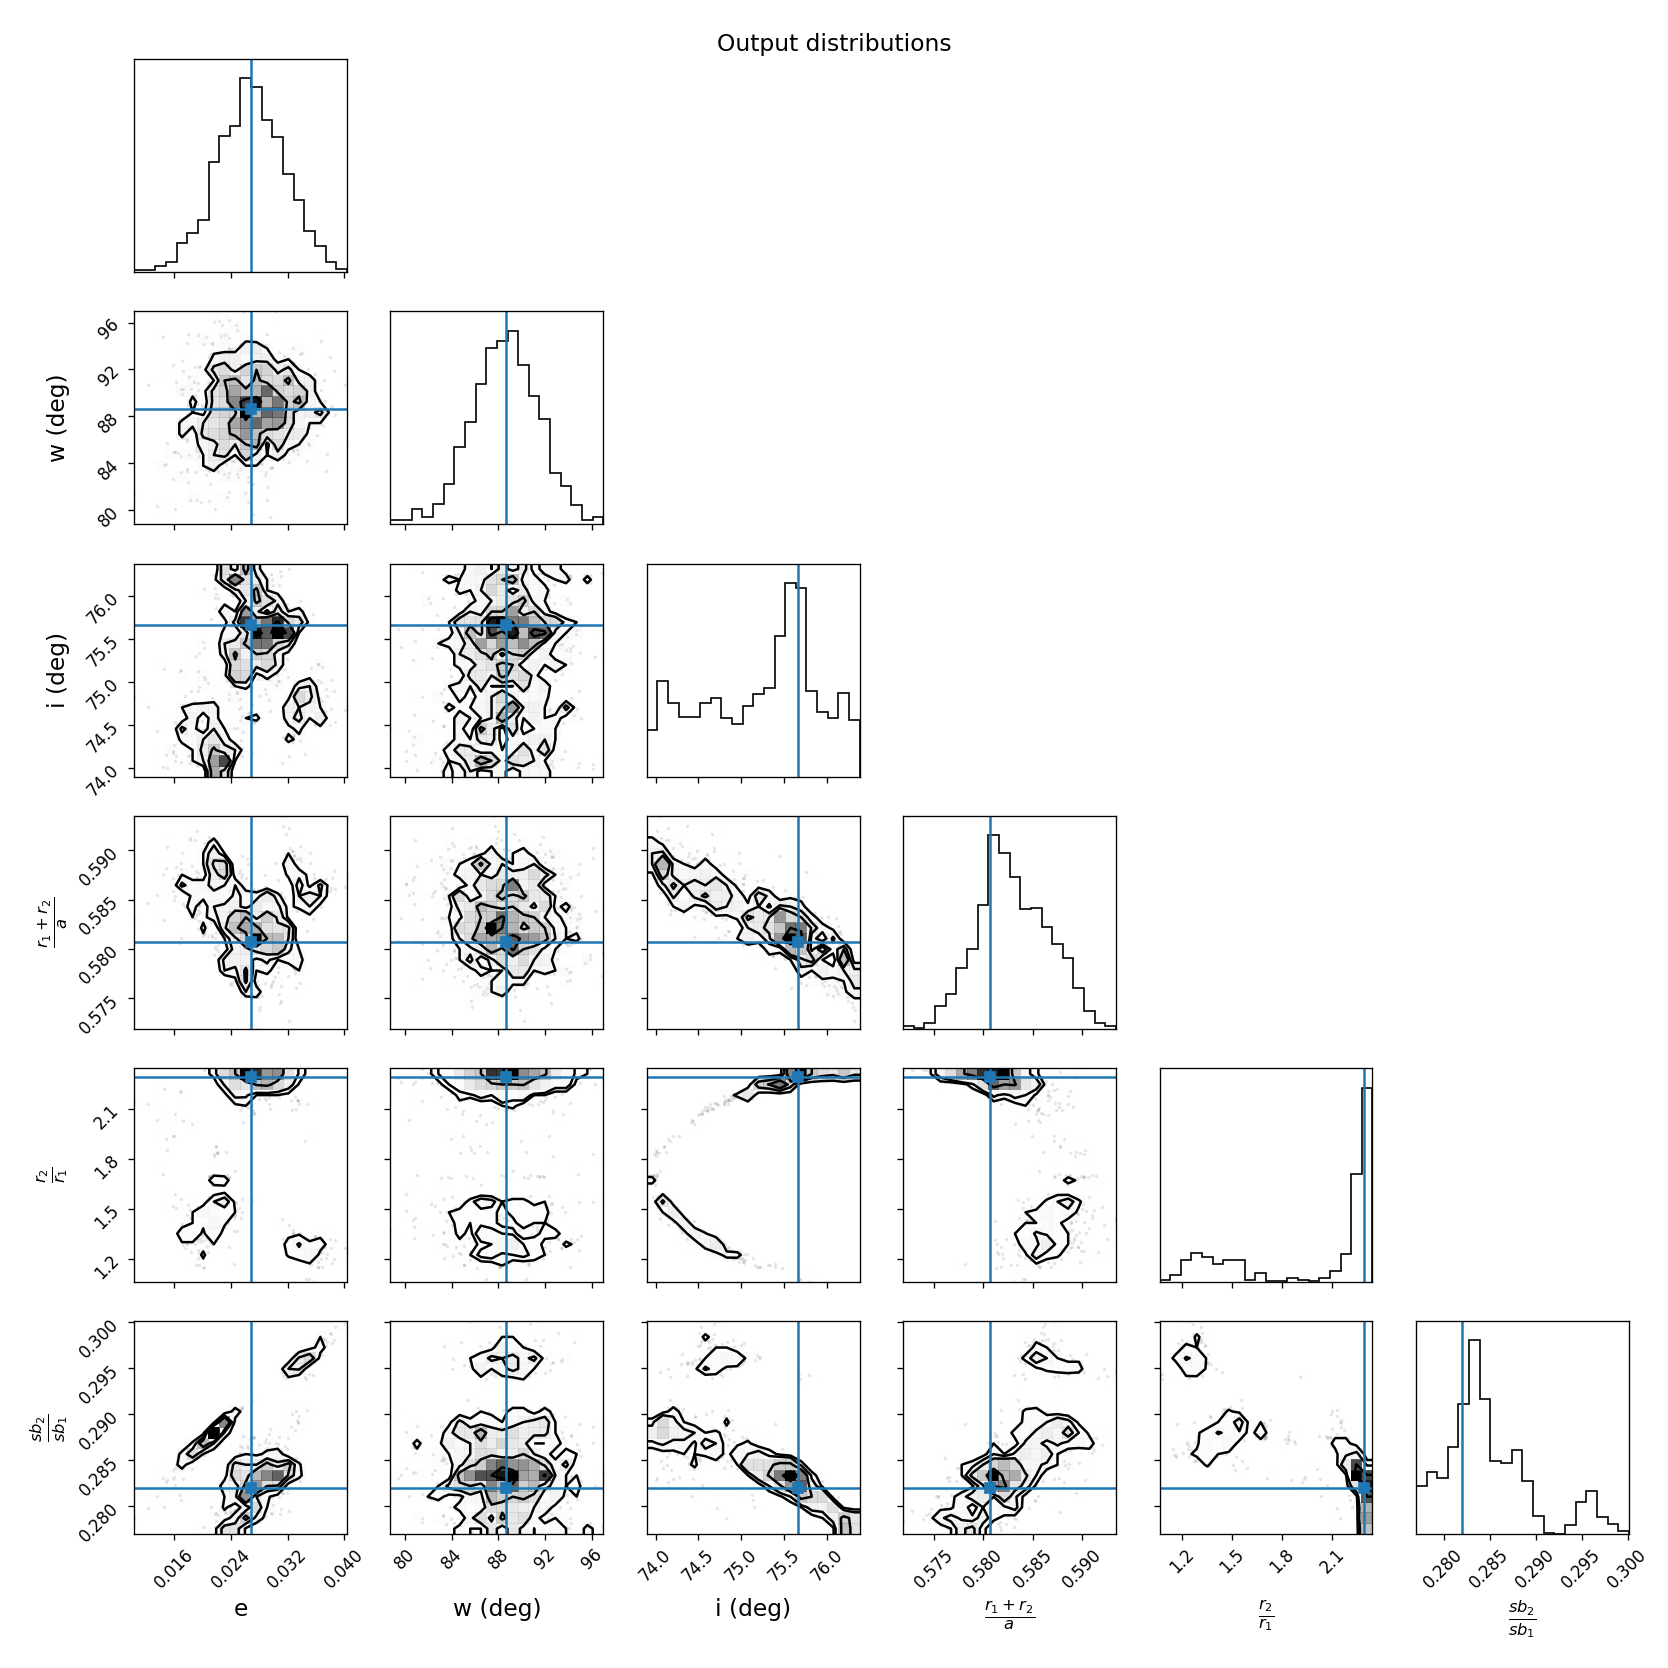 Output distributions
96
92
88
84
80
w (deg)
76.0
75.5
75.0
74.5
74.0
i (deg)
0.590
0.585
0.580
0.575
r₁ + r₂
a
2.1
1.8
1.5
1.2
r₂
r₁
0.300
0.295
0.290
0.285
0.280
sb₂
sb₁
0.016 0.024 0.032 0.040 80 84 88 92 96 74.0 74.5 75.0 75.5 76.0 0.575 0.580 0.585 0.590 1.2 1.5 1.8 2.1 0.280 0.285 0.290 0.295 0.300
e w (deg) i (deg)
r₁ + r₂
a
r₂
r₁
sb₂
sb₁